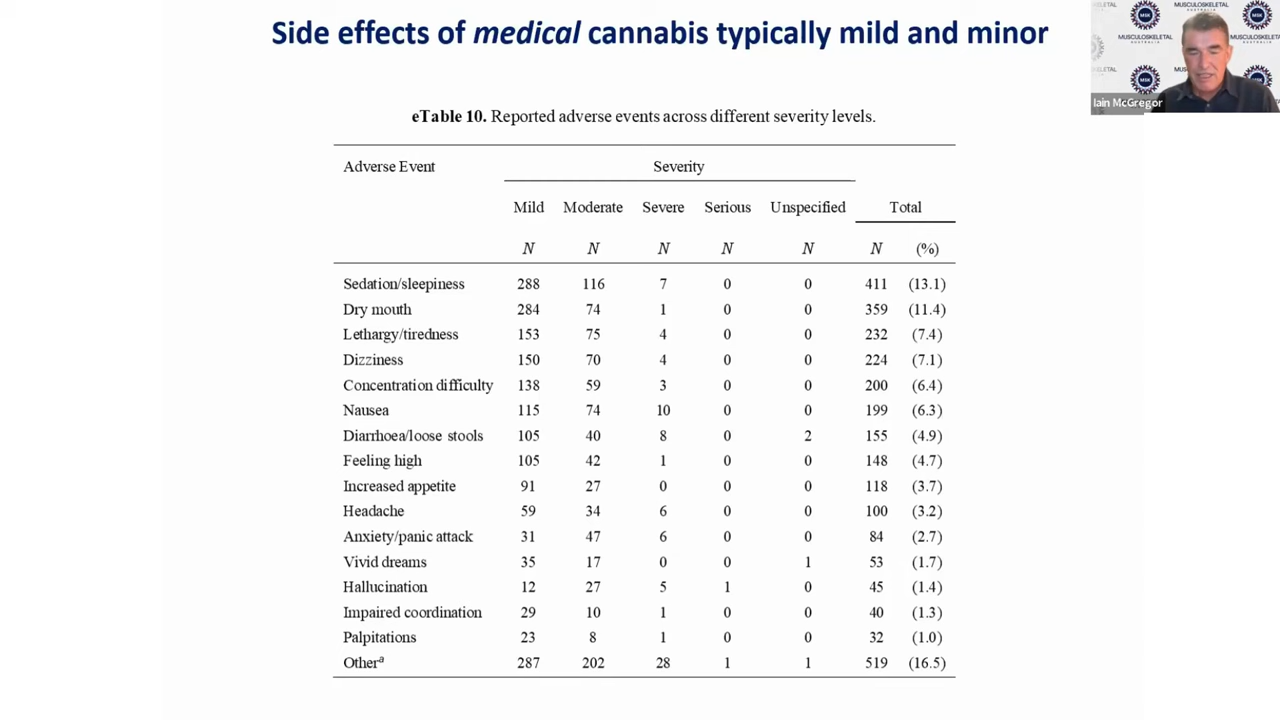 Side effects of medical cannabis typically mild and minor
MUSCULOSKELETAL
AUSTRALIA
MSK
Iain McGregor
eTable 10. Reported adverse events across different severity levels.
Adverse Event Severity
Mild Moderate Severe Serious Unspecified Total
N N N N N N (%)
Sedation/sleepiness 288 116 7 0 0 411 (13.1)
Dry mouth 284 74 1 0 0 359 (11.4)
Lethargy/tiredness 153 75 4 0 0 232 (7.4)
Dizziness 150 70 4 0 0 224 (7.1)
Concentration difficulty 138 59 3 0 0 200 (6.4)
Nausea 115 74 10 0 0 199 (6.3)
Diarrhoea/loose stools 105 40 8 0 2 155 (4.9)
Feeling high 105 42 1 0 0 148 (4.7)
Increased appetite 91 27 0 0 0 118 (3.7)
Headache 59 34 6 0 0 100 (3.2)
Anxiety/panic attack 31 47 6 0 0 84 (2.7)
Vivid dreams 35 17 0 0 1 53 (1.7)
Hallucination 12 27 5 1 0 45 (1.4)
Impaired coordination 29 10 1 0 0 40 (1.3)
Palpitations 23 8 1 0 0 32 (1.0)
Otherᵃ 287 202 28 1 1 519 (16.5)